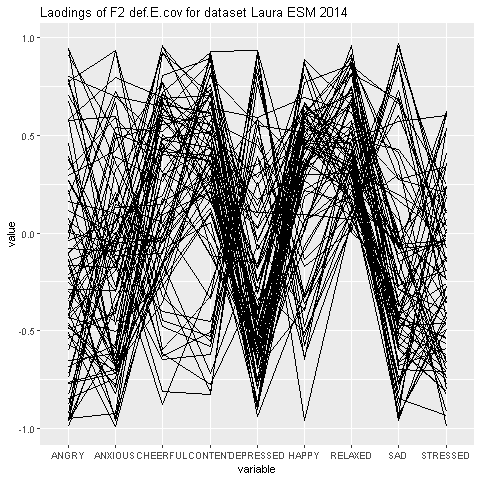 Laodings of F2 def.E.cov for dataset Laura ESM 2014
1.0
0.5
0.0
-0.5
-1.0
value
ANGRY ANXIOUS CHEERFUL CONTENT DEPRESSED HAPPY RELAXED SAD STRESSED
variable